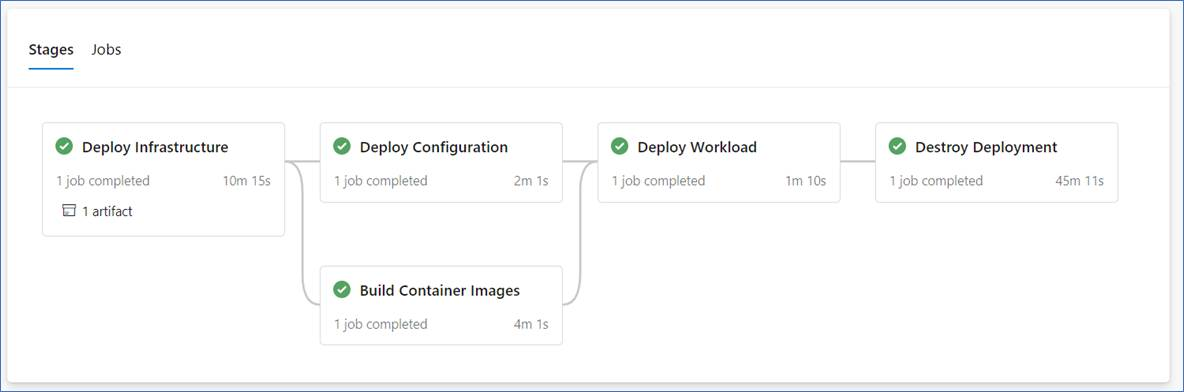 Stages Jobs
Deploy Infrastructure
1 job completed 10m 15s
1 artifact
Deploy Configuration
1 job completed 2m 1s
Build Container Images
1 job completed 4m 1s
Deploy Workload
1 job completed 1m 10s
Destroy Deployment
1 job completed 45m 11s